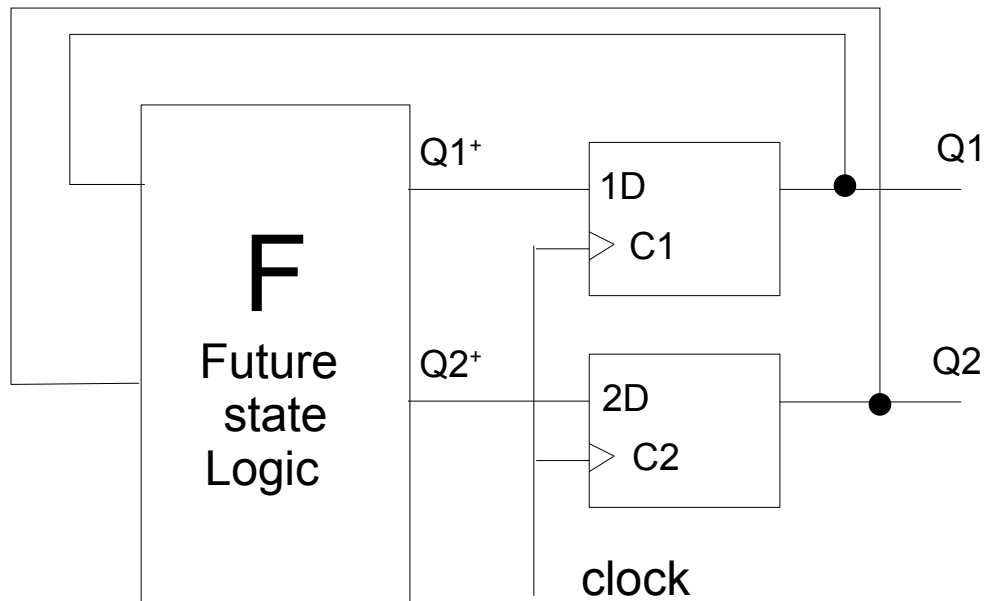 Q1⁺
1D
C1
Q1
F
Future
state
Logic
Q2⁺
2D
C2
Q2
clock